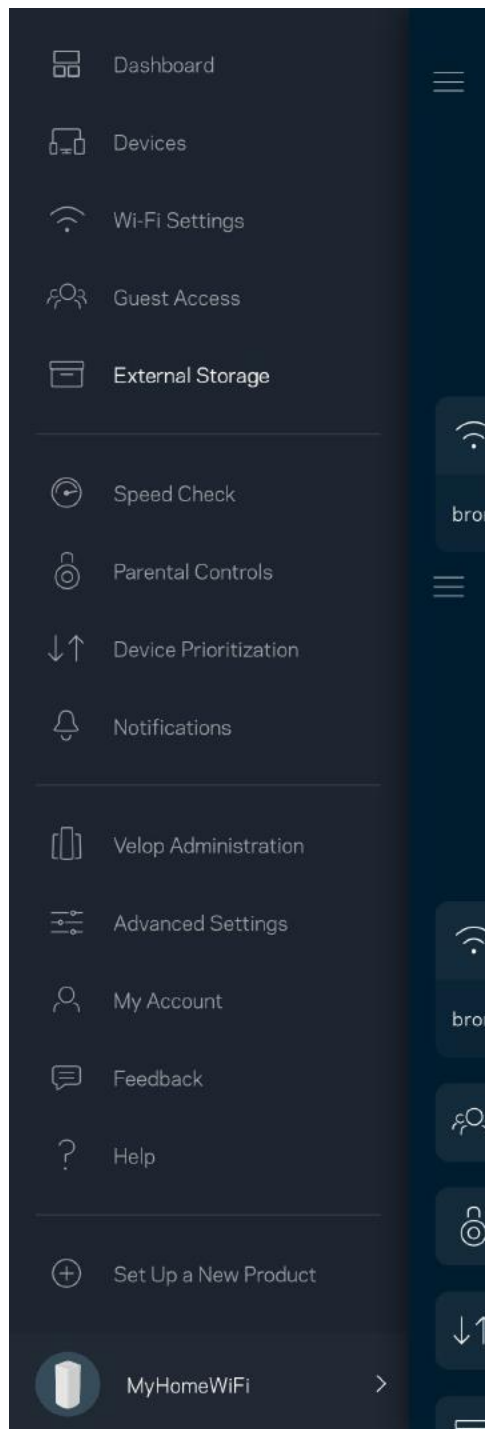 Dashboard
Devices
Wi-Fi Settings
Guest Access
External Storage
Speed Check
Parental Controls
Device Prioritization
Notifications
Velop Administration
Advanced Settings
My Account
Feedback
Help
Set Up a New Product
MyHomeWiFi